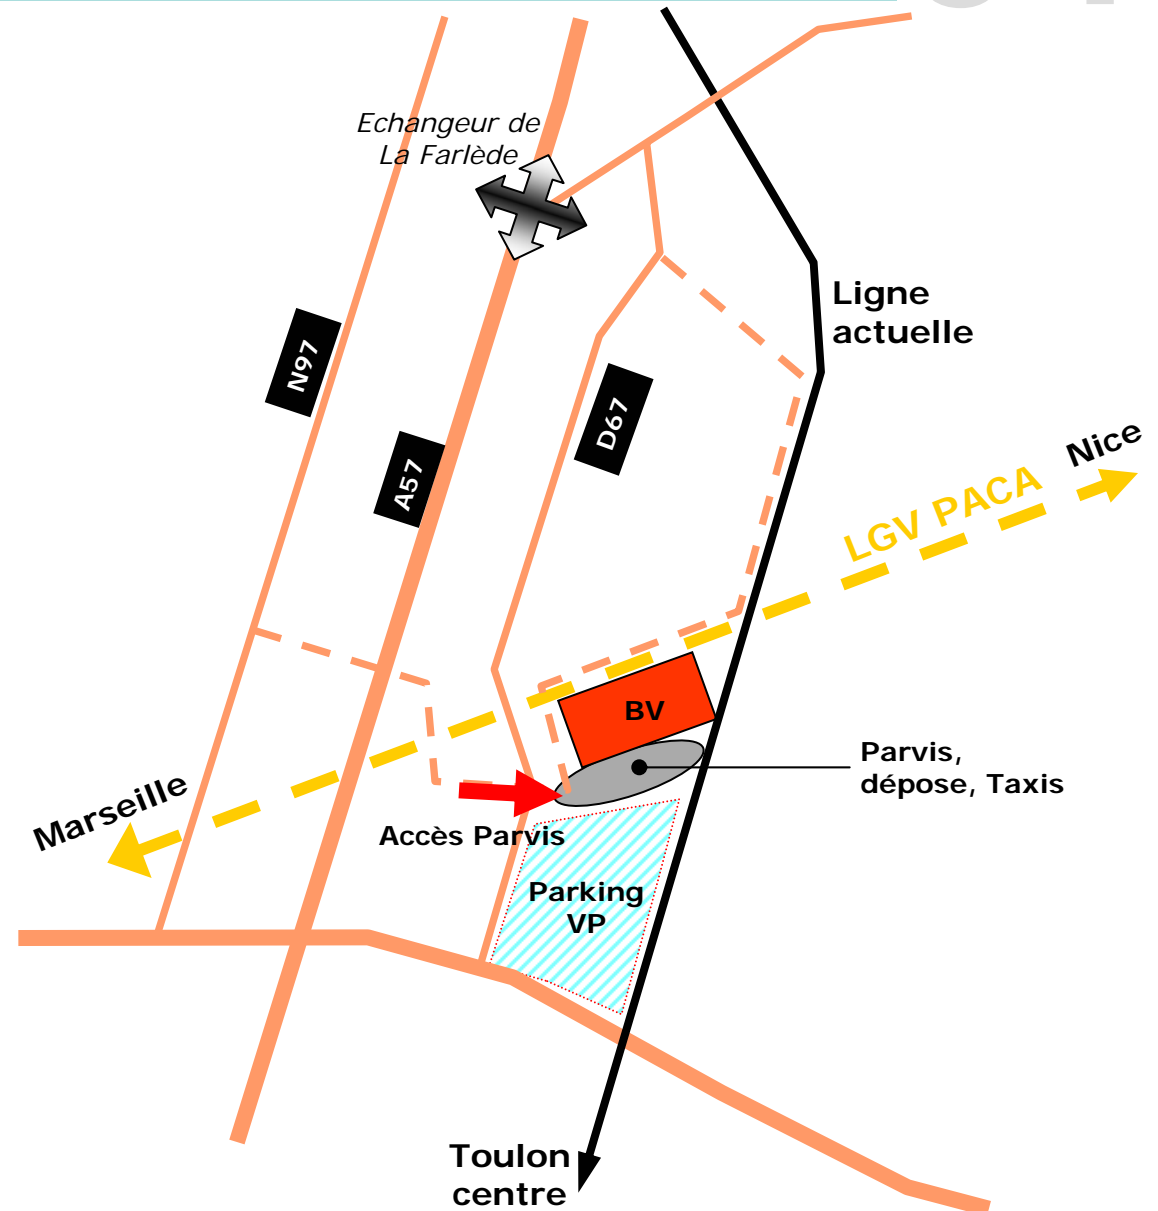 Echangeur de
La Farlède
Ligne
actuelle
N97
D67
A57
Nice
LGV PACA
BV
Parvis,
dépose, Taxis
Marseille
Accès Parvis
Parking
VP
Toulon
centre